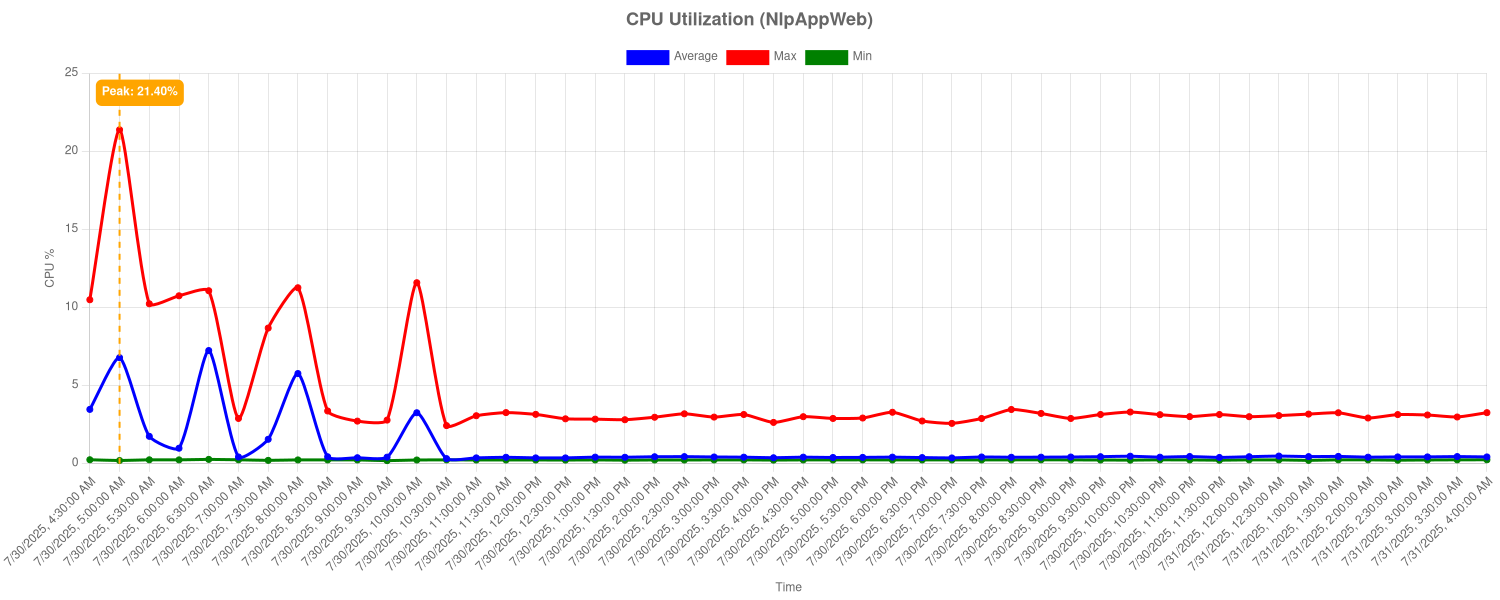 CPU Utilization (NlpAppWeb)
Average Max Min
25
Peak: 21.40%
20
15
CPU %
10
5
0
7/30/2025, 4:30:00 AM
7/30/2025, 5:00:00 AM
7/30/2025, 5:30:00 AM
7/30/2025, 6:00:00 AM
7/30/2025, 6:30:00 AM
7/30/2025, 7:00:00 AM
7/30/2025, 7:30:00 AM
7/30/2025, 8:00:00 AM
7/30/2025, 8:30:00 AM
7/30/2025, 9:00:00 AM
7/30/2025, 9:30:00 AM
7/30/2025, 10:00:00 AM
7/30/2025, 10:30:00 AM
7/30/2025, 11:00:00 AM
7/30/2025, 11:30:00 AM
7/30/2025, 12:00:00 PM
7/30/2025, 12:30:00 PM
7/30/2025, 1:00:00 PM
7/30/2025, 1:30:00 PM
7/30/2025, 2:00:00 PM
7/30/2025, 2:30:00 PM
7/30/2025, 3:00:00 PM
7/30/2025, 3:30:00 PM
7/30/2025, 4:00:00 PM
7/30/2025, 4:30:00 PM
7/30/2025, 5:00:00 PM
7/30/2025, 5:30:00 PM
7/30/2025, 6:00:00 PM
7/30/2025, 6:30:00 PM
7/30/2025, 7:00:00 PM
7/30/2025, 7:30:00 PM
7/30/2025, 8:00:00 PM
7/30/2025, 8:30:00 PM
7/30/2025, 9:00:00 PM
7/30/2025, 9:30:00 PM
7/30/2025, 10:00:00 PM
7/30/2025, 10:30:00 PM
7/30/2025, 11:00:00 PM
7/30/2025, 11:30:00 PM
7/31/2025, 12:00:00 AM
7/31/2025, 12:30:00 AM
7/31/2025, 1:00:00 AM
7/31/2025, 1:30:00 AM
7/31/2025, 2:00:00 AM
7/31/2025, 2:30:00 AM
7/31/2025, 3:00:00 AM
7/31/2025, 3:30:00 AM
7/31/2025, 4:00:00 AM
Time